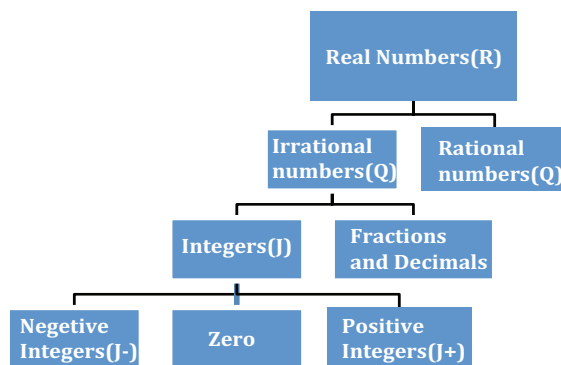 Real Numbers(R)
Irrational
numbers(Q)
Rational
numbers(Q)
Integers(J)
Fractions
and Decimals
Negetive
Integers(J-)
Zero
Positive
Integers(J+)